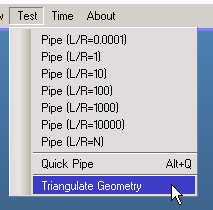 Test Time About
Pipe (L/R=0.0001)
Pipe (L/R=1)
Pipe (L/R=10)
Pipe (L/R=100)
Pipe (L/R=1000)
Pipe (L/R=10000)
Pipe (L/R=N)
Quick Pipe Alt+Q
Triangulate Geometry